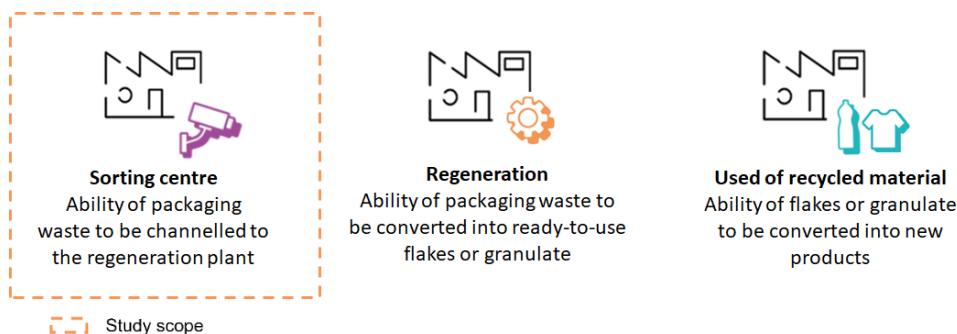 Sorting centre
Ability of packaging
waste to be channelled to
the regeneration plant
Regeneration
Ability of packaging waste to
be converted into ready-to-use
flakes or granulate
Used of recycled material
Ability of flakes or granulate
to be converted into new
products
Study scope